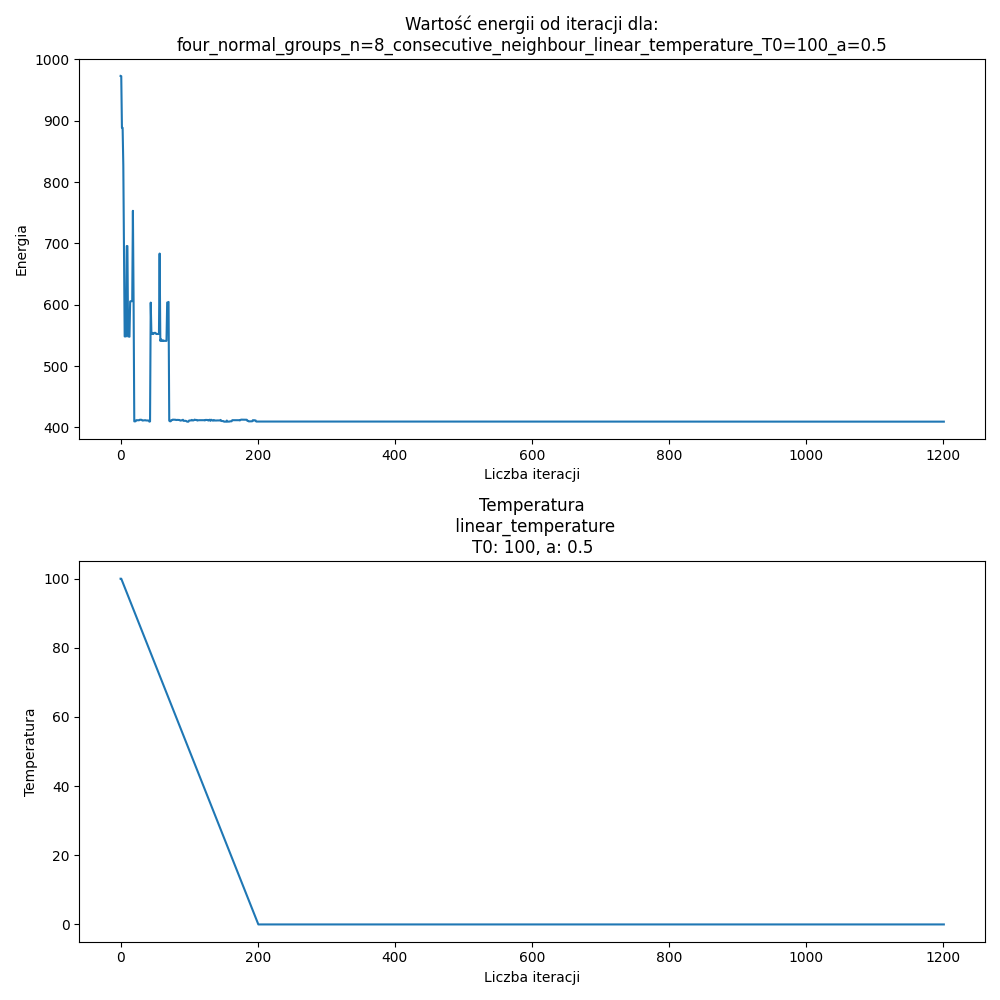 Wartość energii od iteracji dla:
four_normal_groups_n=8_consecutive_neighbour_linear_temperature_T0=100_a=0.5
1000
900
800
700
600
500
400
Energia
0 200 400 600 800 1000 1200
Liczba iteracji
Temperatura
linear_temperature
T0: 100, a: 0.5
100
80
60
40
20
0
Temperatura
0 200 400 600 800 1000 1200
Liczba iteracji